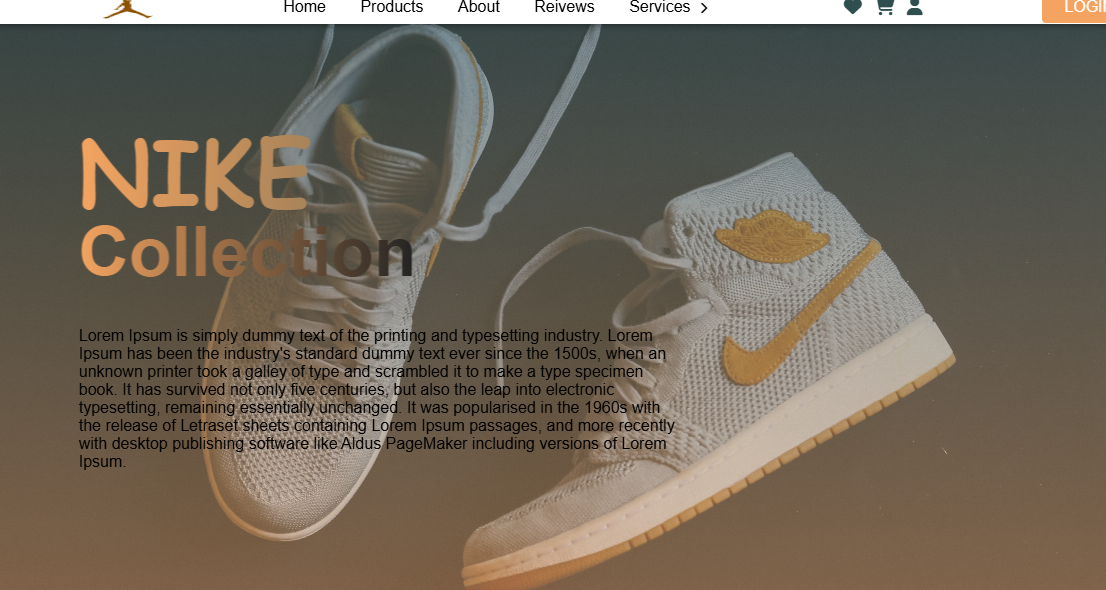 Home Products About Reivews Services
LOGIN
NIKE
Collection
Lorem Ipsum is simply dummy text of the printing and typesetting industry. Lorem
Ipsum has been the industry's standard dummy text ever since the 1500s, when an
unknown printer took a galley of type and scrambled it to make a type specimen
book. It has survived not only five centuries, but also the leap into electronic
typesetting, remaining essentially unchanged. It was popularised in the 1960s with
the release of Letraset sheets containing Lorem Ipsum passages, and more recently
with desktop publishing software like Aldus PageMaker including versions of Lorem
Ipsum.